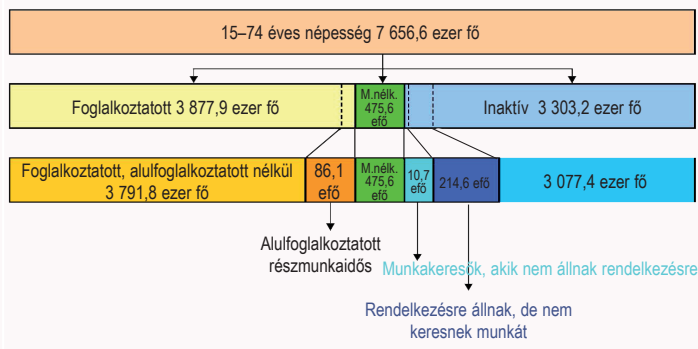 15–74 éves népesség 7 656,6 ezer fő
Foglalkoztatott 3 877,9 ezer fő
M.nélk.
475,6
efő
Inaktív 3 303,2 ezer fő
Foglalkoztatott, alulfoglalkoztatott nélkül
3 791,8 ezer fő
86,1
efő
M.nélk.
475,6
efő
10,7
efő
214,6 efő
3 077,4 ezer fő
Alulfoglalkoztatott
részmunkaidős
Munkakeresők, akik nem állnak rendelkezésre
Rendelkezésre állnak, de nem
keresnek munkát